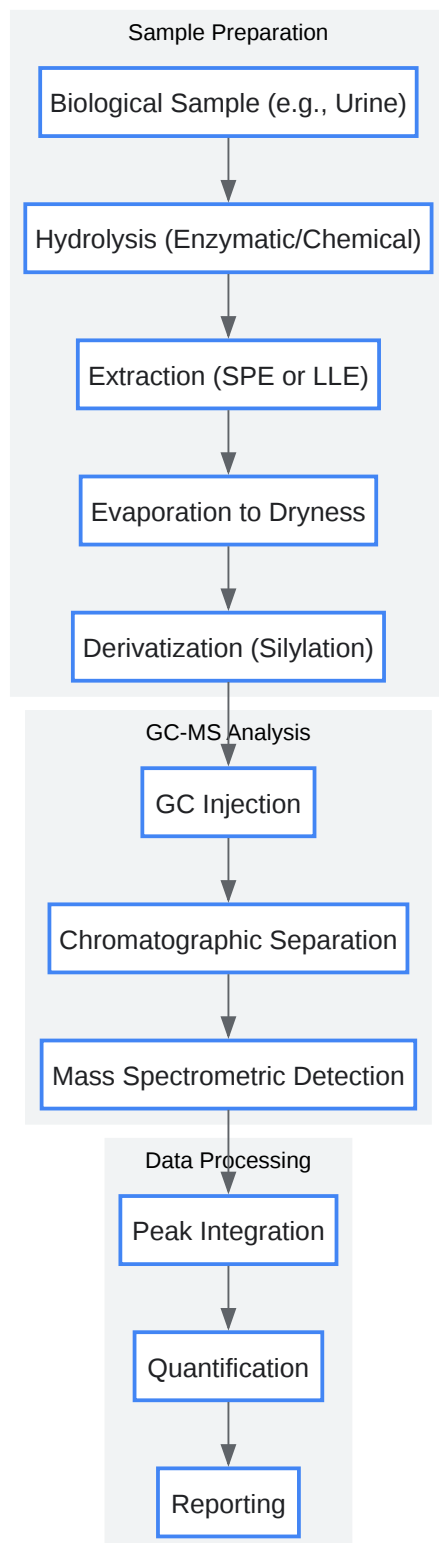 Sample Preparation
Biological Sample (e.g., Urine)
Hydrolysis (Enzymatic/Chemical)
Extraction (SPE or LLE)
Evaporation to Dryness
Derivatization (Silylation)
GC-MS Analysis
GC Injection
Chromatographic Separation
Mass Spectrometric Detection
Data Processing
Peak Integration
Quantification
Reporting